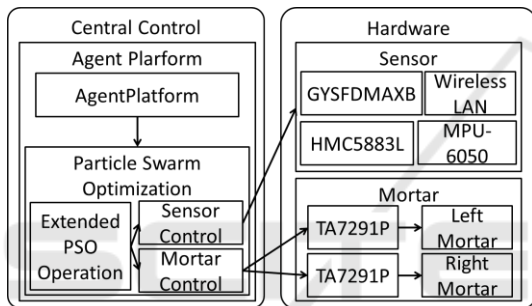 Central Control
Agent Plarform
AgentPlatform
Particle Swarm
Optimization
Extended
PSO
Operation
Sensor
Control
Mortar
Control
Hardware
Sensor
GYSFDMAXB
Wireless
LAN
HMC5883L
MPU-
6050
Mortar
TA7291P
Left
Mortar
TA7291P
Right
Mortar